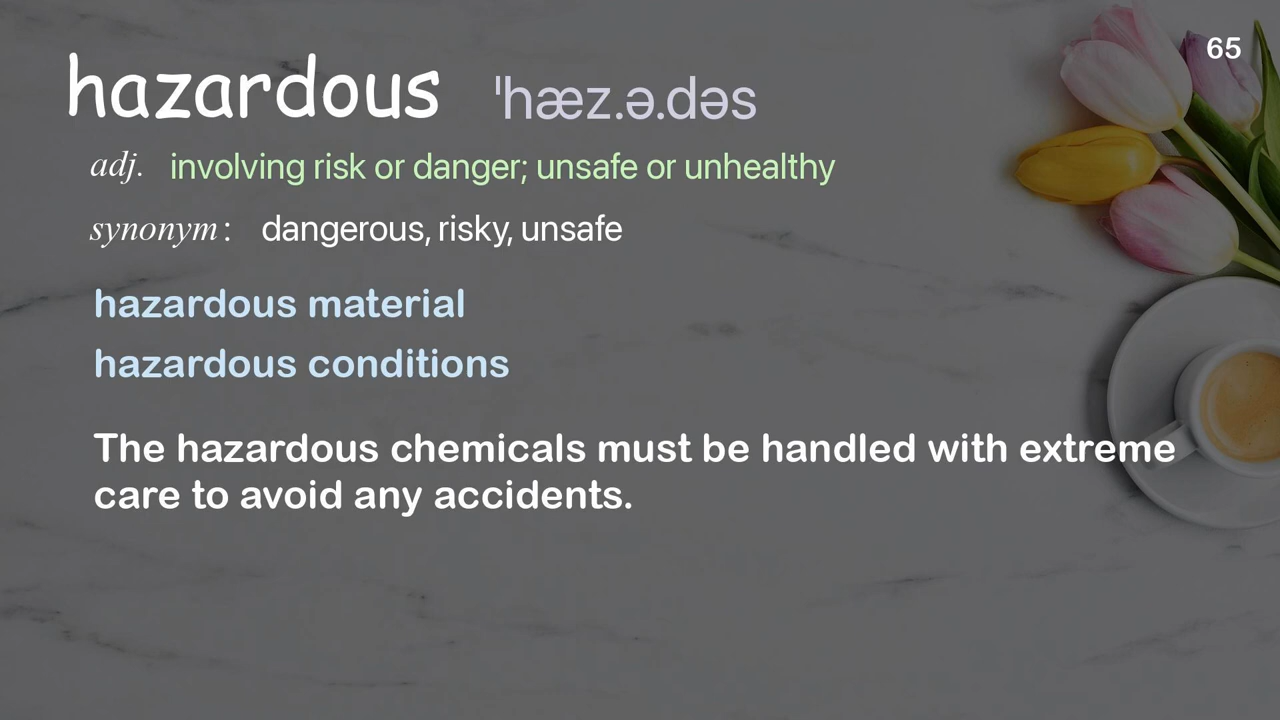 65
hazardous ˈhæz.ə.dəs
adj. involving risk or danger; unsafe or unhealthy
synonym: dangerous, risky, unsafe
hazardous material
hazardous conditions
The hazardous chemicals must be handled with extreme
care to avoid any accidents.